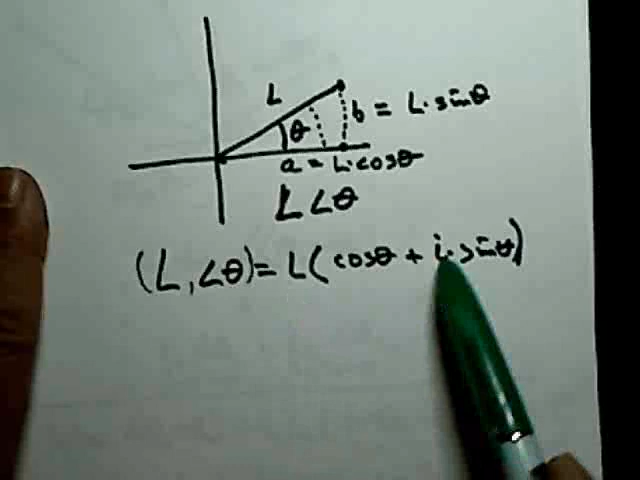 L
b = L·sinθ
θ
a = L·cosθ
L∠θ
(L,∠θ)= L(cosθ + i·sinθ)